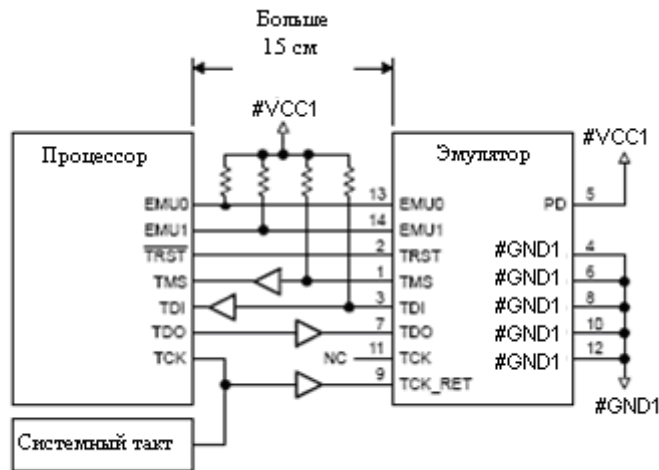 Больше
15 см
#VCC1
Процессор
Эмулятор
#VCC1
EMU0 13 EMU0 PD 5
EMU1 14 EMU1
TRST 2 TRST #GND1 4
TMS 1 TMS #GND1 6
TDI 3 TDI #GND1 8
TDO 7 TDO #GND1 10
TCK NC 11 TCK #GND1 12
9 TCK_RET
#GND1
Системный такт